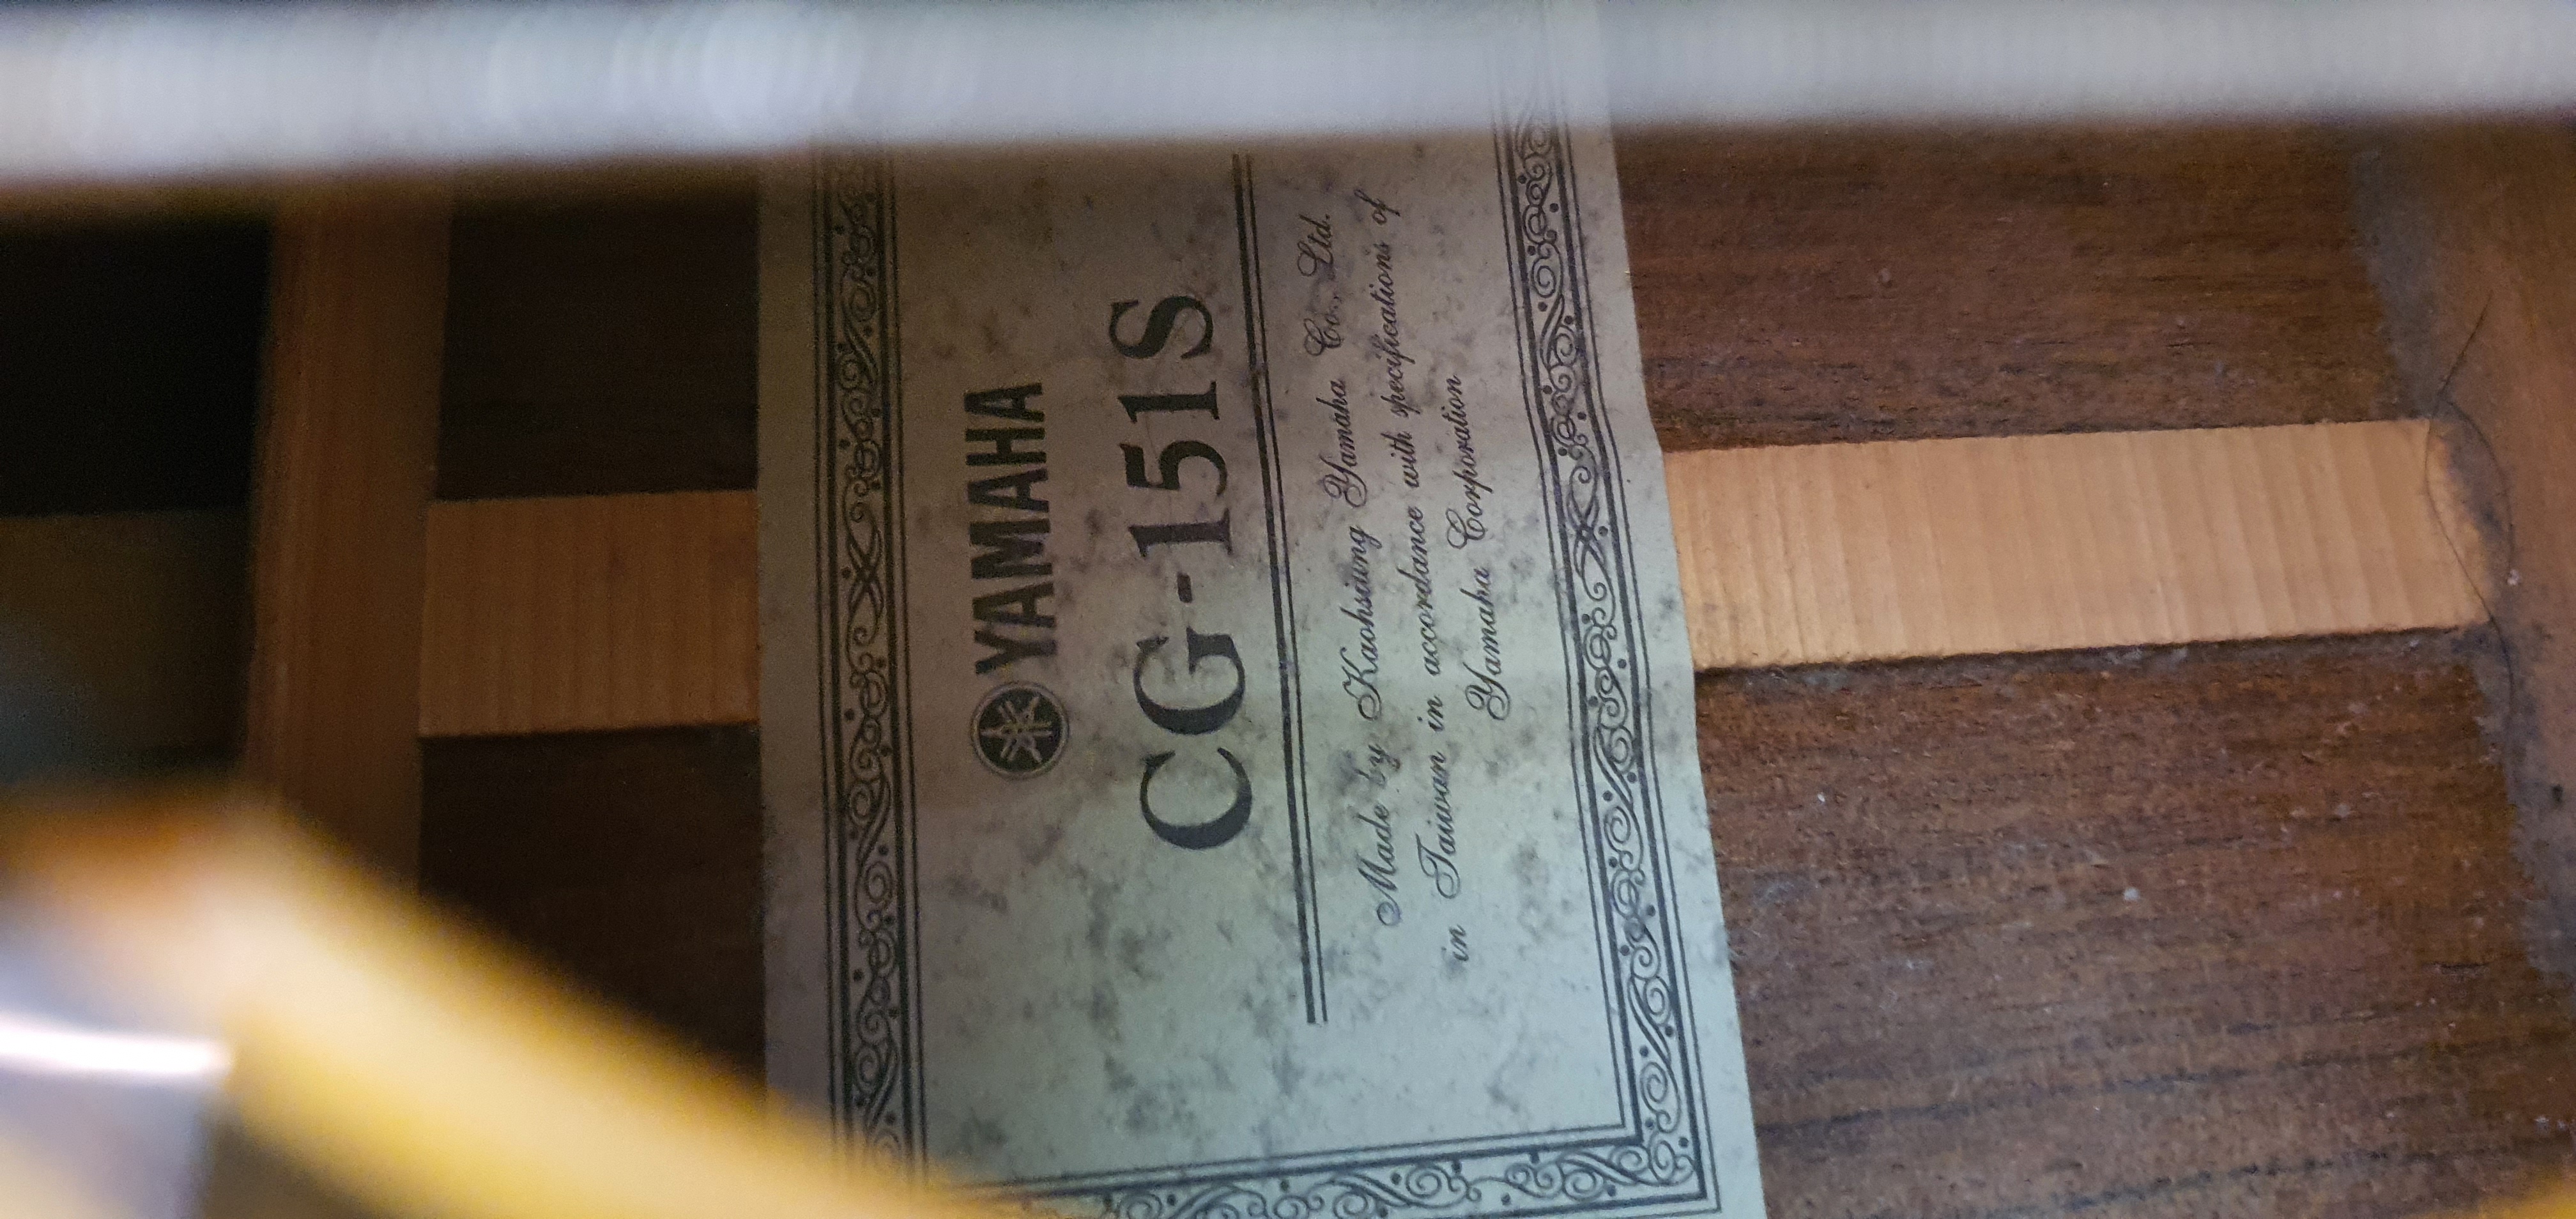 YAMAHA
CG-151S
Made by Kaohsiung Yamaha Co., Ltd.
in Taiwan in accordance with specifications of
Yamaha Corporation